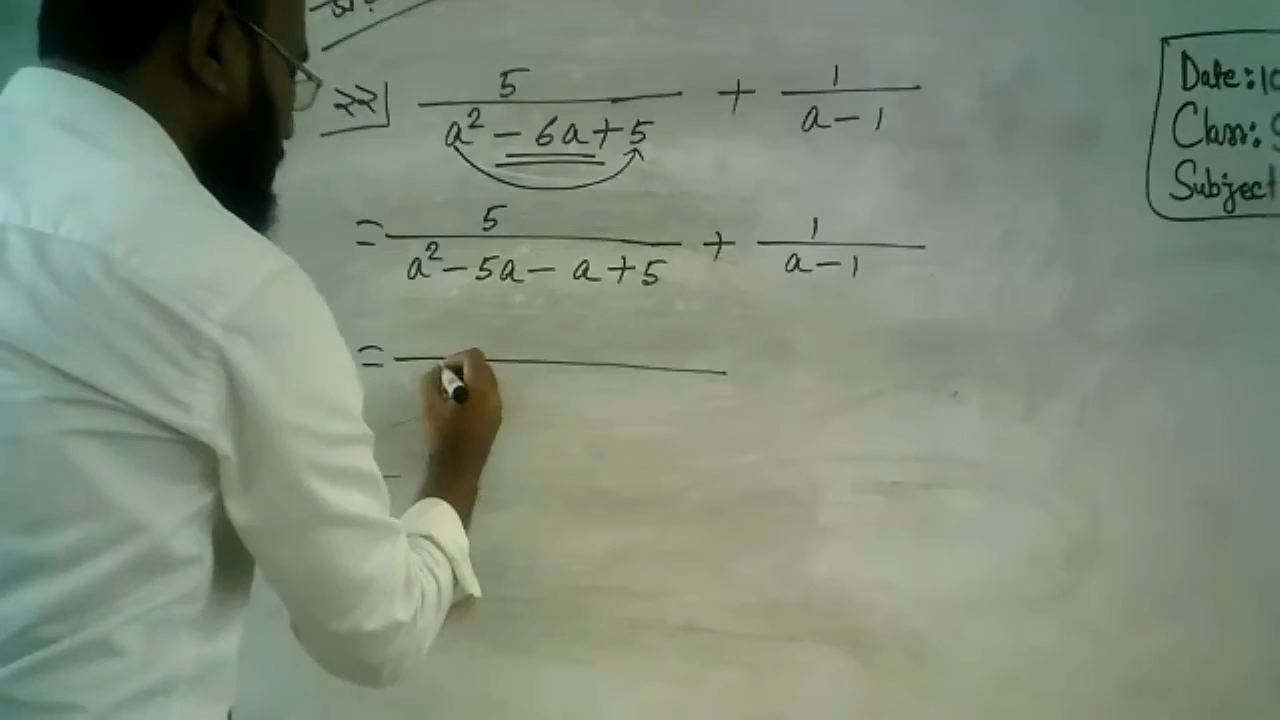 ২২| 5/(a² - 6a + 5) + 1/(a - 1)
= 5/(a² - 5a - a + 5) + 1/(a - 1)
=
Date: 10
Class:
Subject